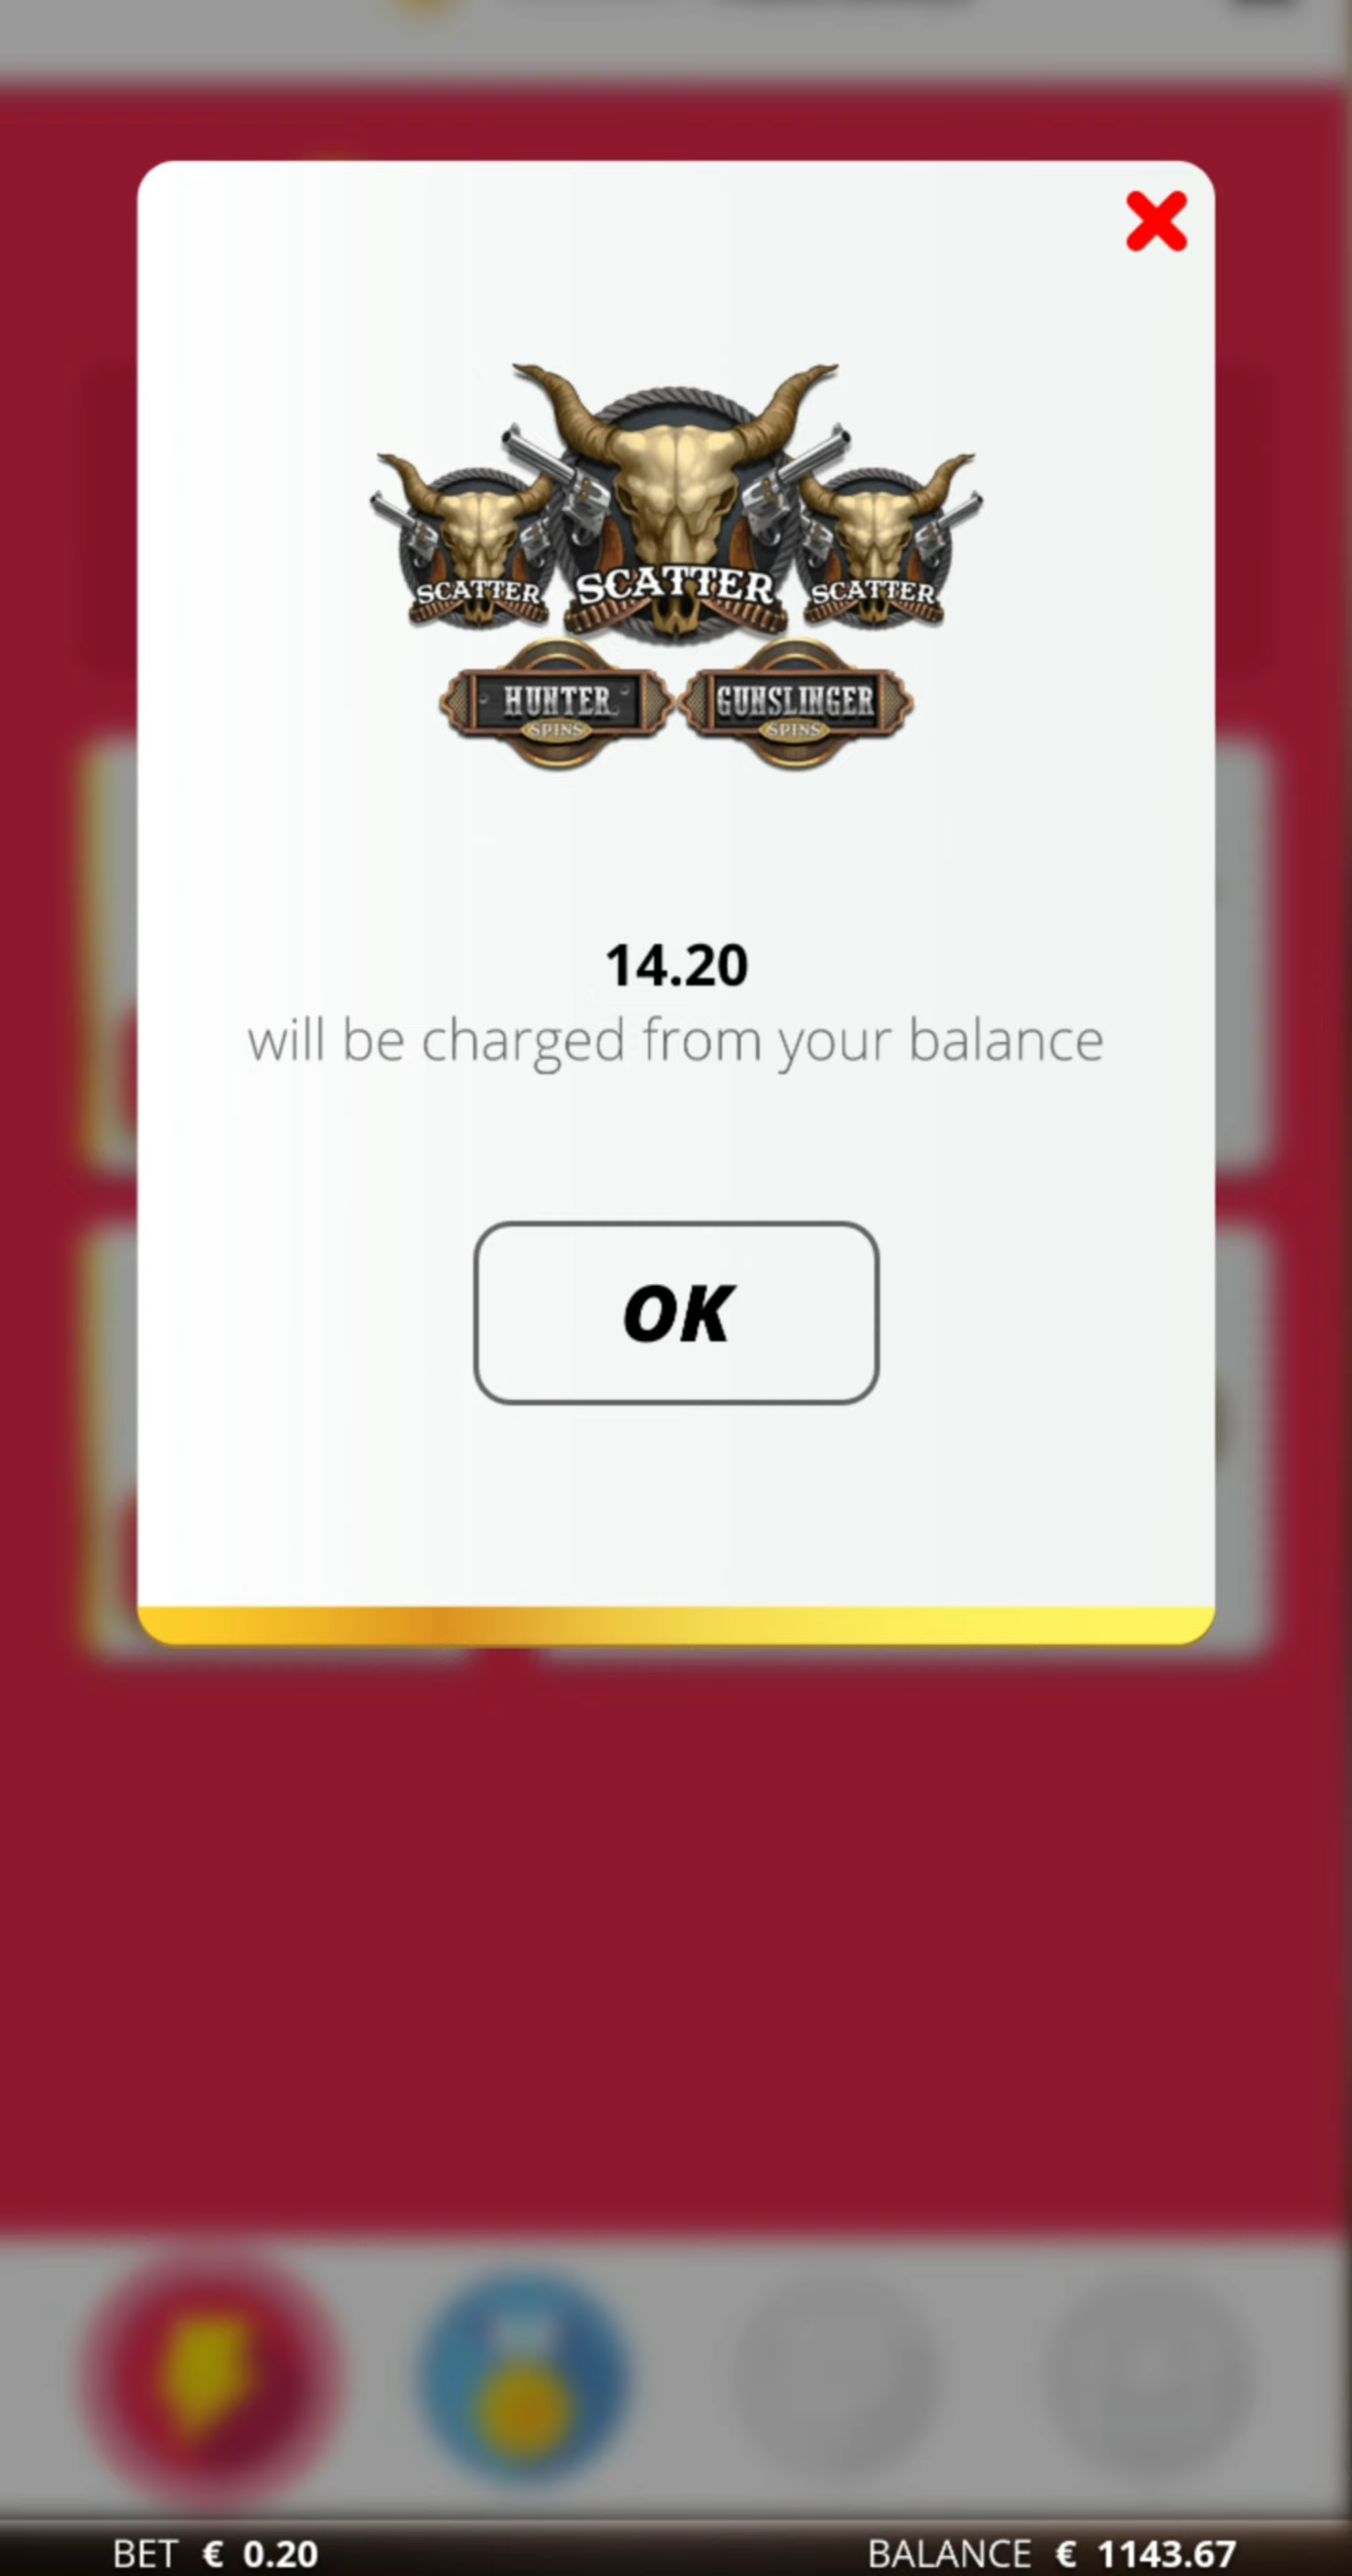 SCATTER SCATTER SCATTER
HUNTER GUNSLINGER
SPINS SPINS
14.20
will be charged from your balance
OK
BET € 0.20 BALANCE € 1143.67